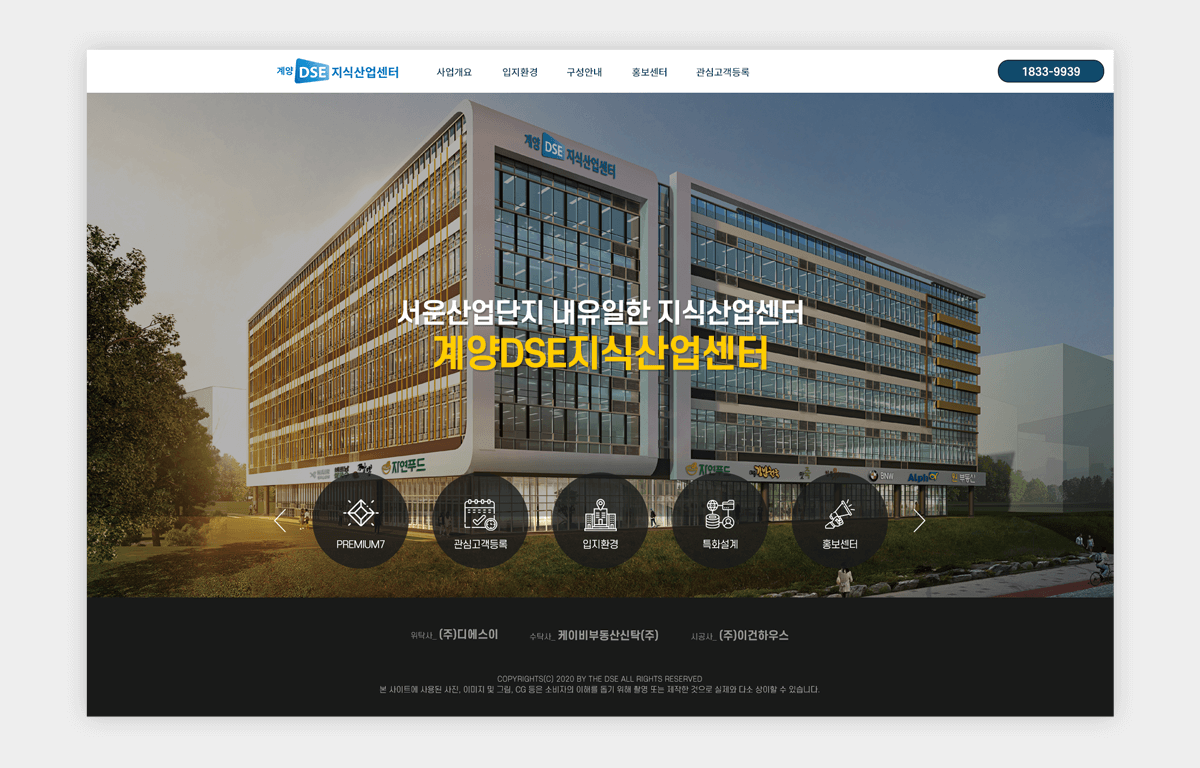 계양 DSE 지식산업센터
사업개요 입지환경 구성안내 홍보센터 관심고객등록
1833-9939
계양 DSE 지식산업센터
서운산업단지 내유일한 지식산업센터
계양DSE지식산업센터
지연푸드
지연푸드
BNW
부동산
PREMIUM7
관심고객등록
입지환경
특화설계
홍보센터
위탁사_ (주)디에스이 수탁사_ 케이비부동산신탁(주) 시공사_ (주)이건하우스
COPYRIGHTS(C) 2020 BY THE DSE ALL RIGHTS RESERVED
본 사이트에 사용된 사진, 이미지 및 그림, CG 등은 소비자의 이해를 돕기 위해 촬영 또는 제작한 것으로 실제와 다소 상이할 수 있습니다.